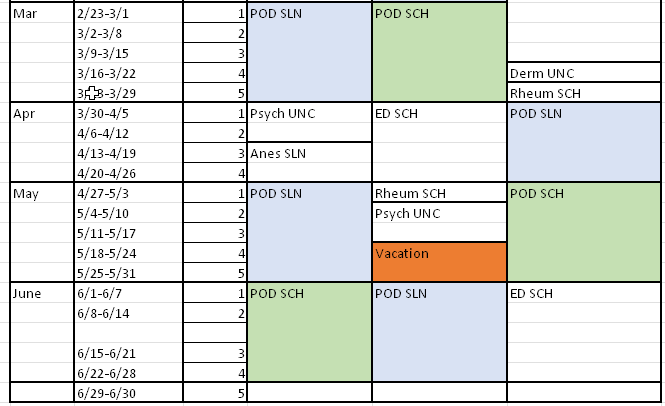 Mar 2/23-3/1 1 POD SLN POD SCH
3/2-3/8 2
3/9-3/15 3
3/16-3/22 4 Derm UNC
3/29 5 Rheum SCH
Apr 3/30-4/5 1 Psych UNC ED SCH POD SLN
4/6-4/12 2
4/13-4/19 3 Anes SLN
4/20-4/26 4
May 4/27-5/3 1 POD SLN Rheum SCH POD SCH
5/4-5/10 2 Psych UNC
5/11-5/17 3
5/18-5/24 4 Vacation
5/25-5/31 5
June 6/1-6/7 1 POD SCH POD SLN ED SCH
6/8-6/14 2
6/15-6/21 3
6/22-6/28 4
6/29-6/30 5